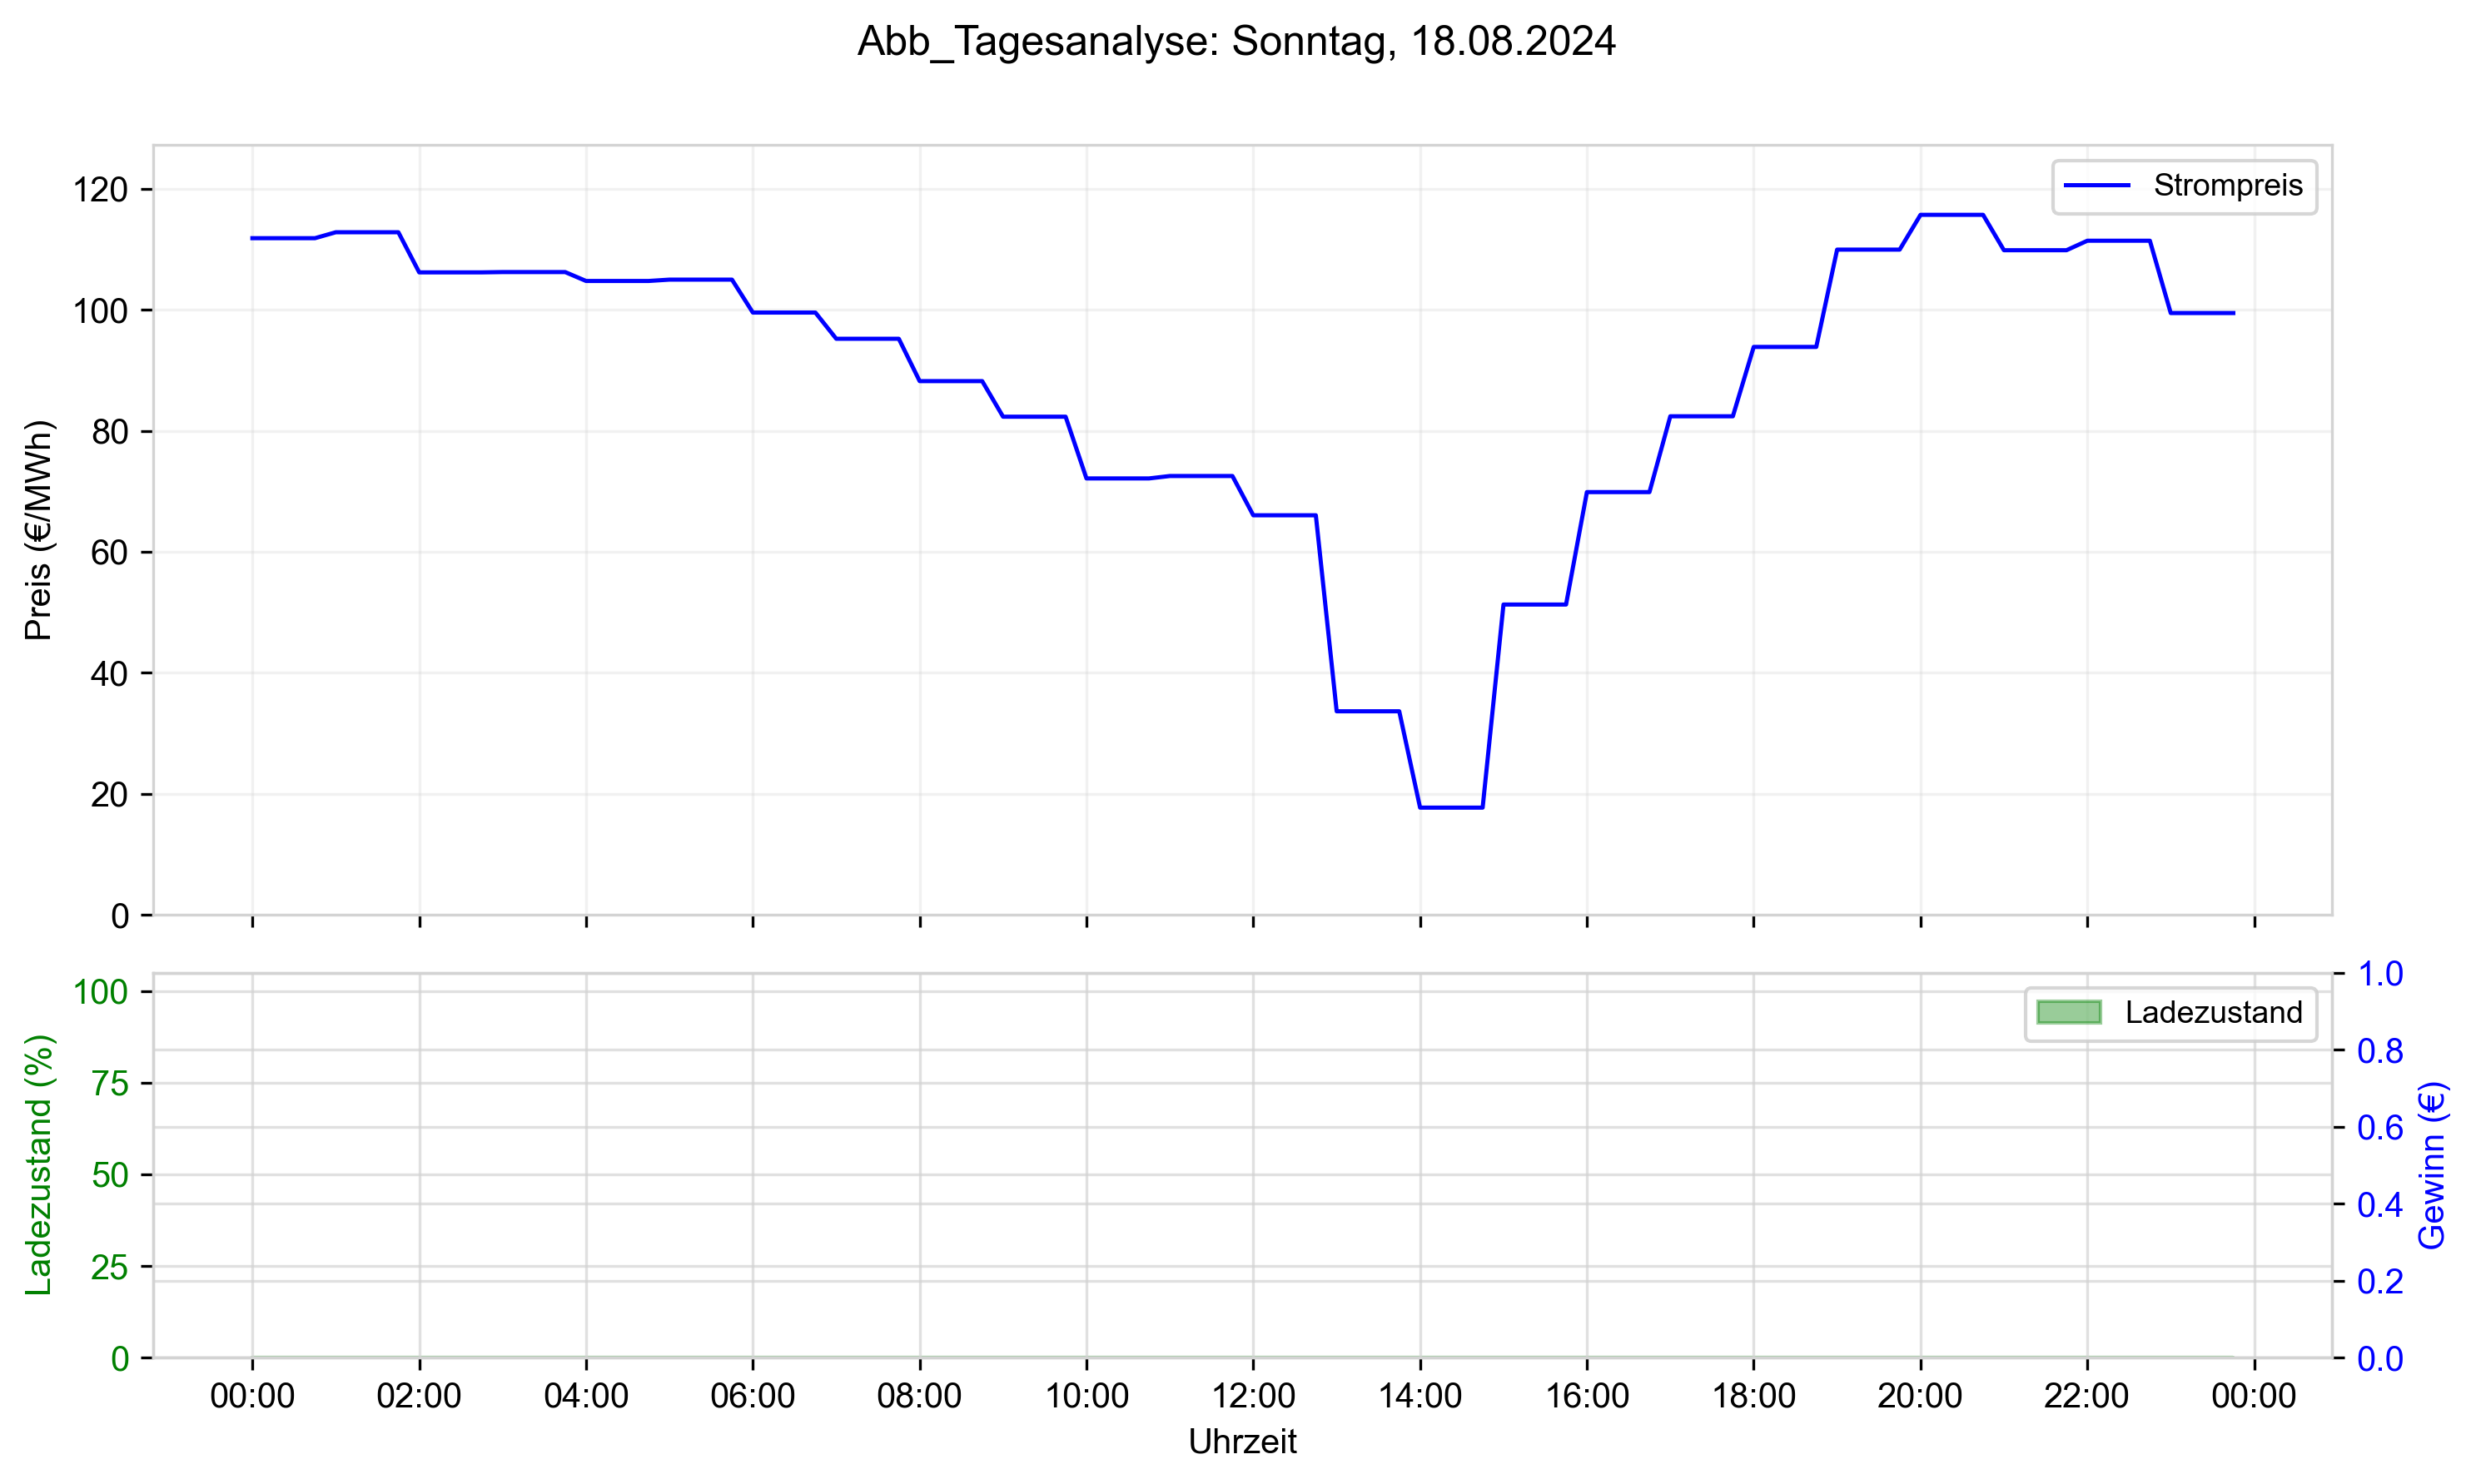 Abb_Tagesanalyse: Sonntag, 18.08.2024
Preis (€/MWh)
120
100
80
60
40
20
0
Strompreis
Ladezustand (%)
100
75
50
25
0
Ladezustand
1.0
0.8
0.6
0.4
0.2
0.0
Gewinn (€)
00:00 02:00 04:00 06:00 08:00 10:00 12:00 14:00 16:00 18:00 20:00 22:00 00:00
Uhrzeit